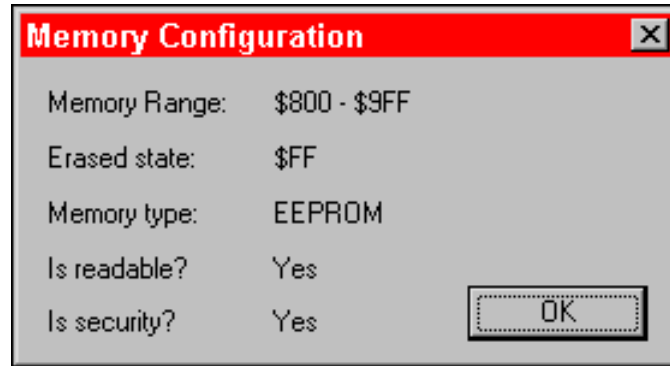 Memory Configuration
Memory Range: $800 - $9FF
Erased state: $FF
Memory type: EEPROM
Is readable? Yes
Is security? Yes
OK